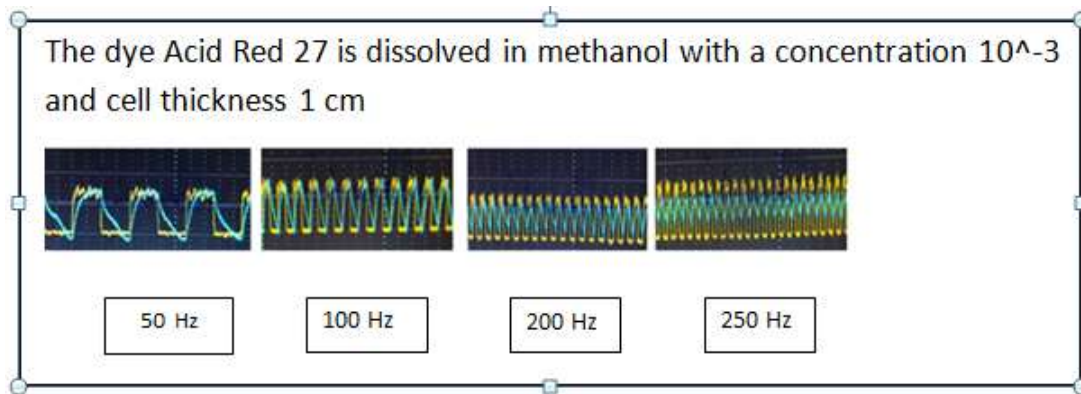 The dye Acid Red 27 is dissolved in methanol with a concentration 10^-3
and cell thickness 1 cm
50 Hz
100 Hz
200 Hz
250 Hz